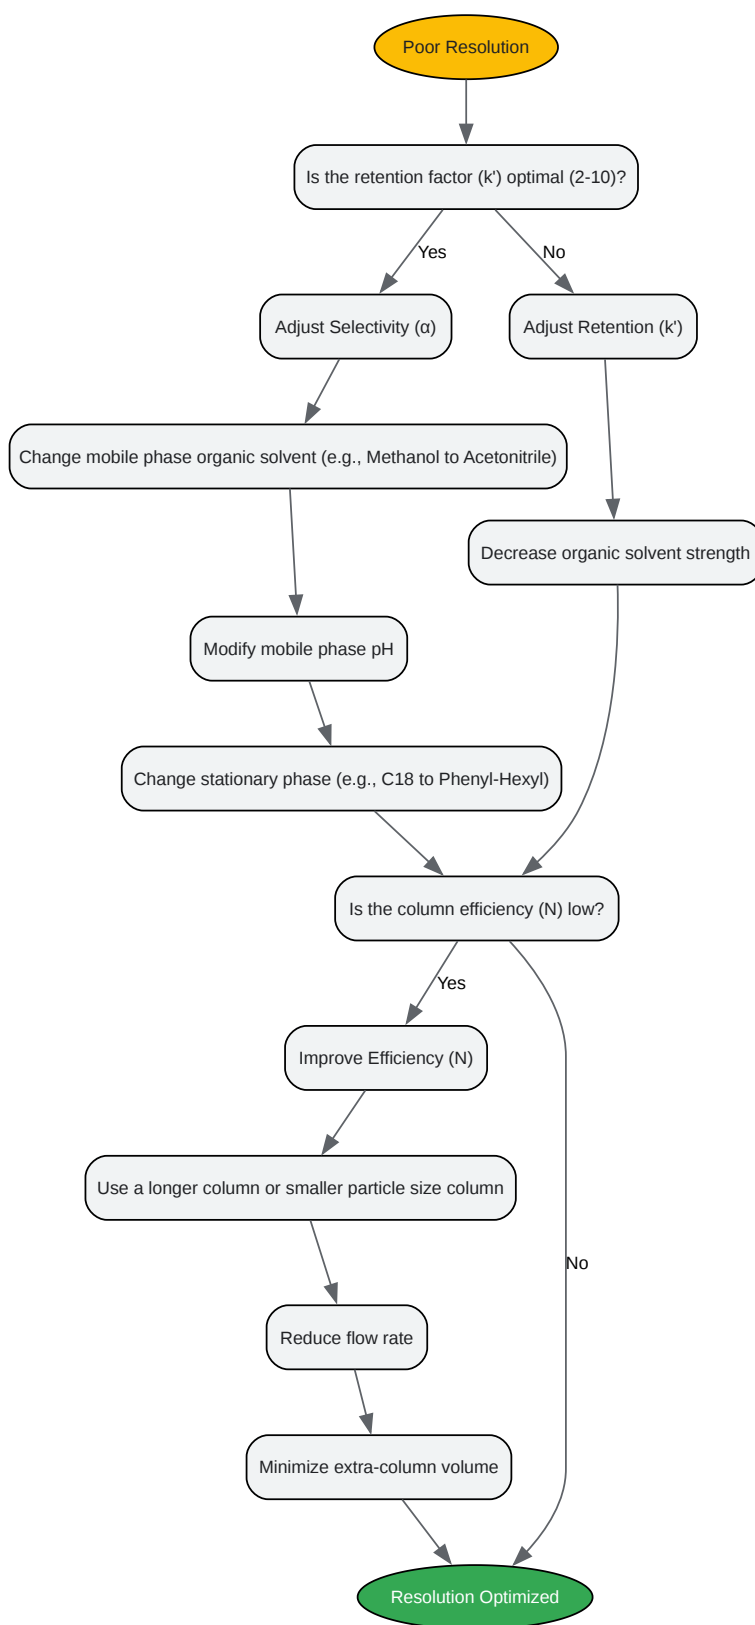 Poor Resolution
Is the retention factor (k') optimal (2-10)?
Yes
No
Adjust Selectivity (α)
Adjust Retention (k')
Change mobile phase organic solvent (e.g., Methanol to Acetonitrile)
Decrease organic solvent strength
Modify mobile phase pH
Change stationary phase (e.g., C18 to Phenyl-Hexyl)
Is the column efficiency (N) low?
Yes
Improve Efficiency (N)
Use a longer column or smaller particle size column
No
Reduce flow rate
Minimize extra-column volume
Resolution Optimized